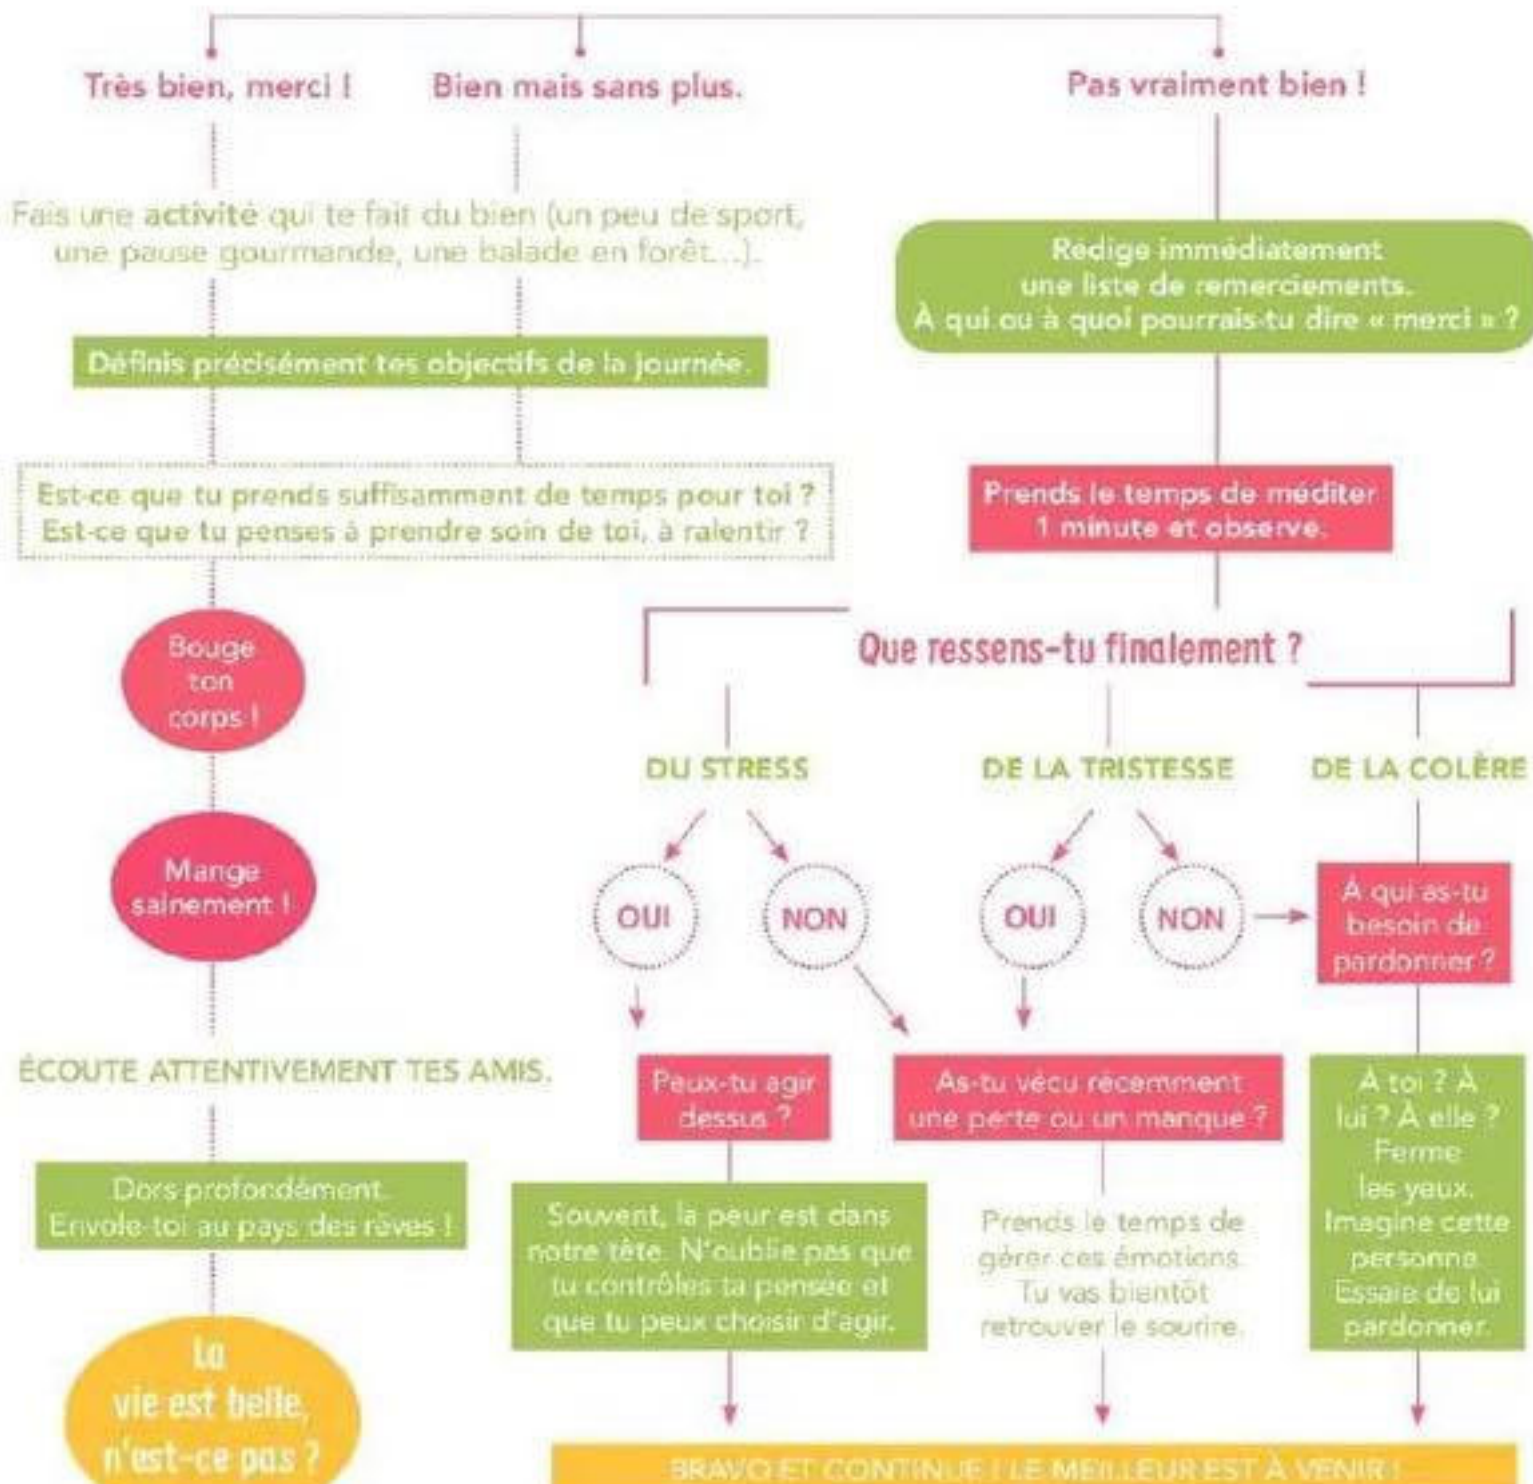 Très bien, merci !
Bien mais sans plus.
Pas vraiment bien !
Fais une activité qui te fait du bien (un peu de sport,
une pause gourmande, une balade en forêt...).
Définis précisément tes objectifs de la journée.
Est-ce que tu prends suffisamment de temps pour toi ?
Est-ce que tu penses à prendre soin de toi, à ralentir ?
Bouge
ton
corps !
Mange
sainement !
ÉCOUTE ATTENTIVEMENT TES AMIS.
Dors profondément.
Envole-toi au pays des rêves !
La
vie est belle,
n'est-ce pas ?
Rédige immédiatement
une liste de remerciements.
À qui ou à quoi pourrais-tu dire « merci » ?
Prends le temps de méditer
1 minute et observe.
Que ressens-tu finalement ?
DU STRESS
OUI
NON
Peux-tu agir
dessus ?
Souvent, la peur est dans
notre tête. N'oublie pas que
tu contrôles ta pensée et
que tu peux choisir d'agir.
DE LA TRISTESSE
OUI
NON
As-tu vécu récemment
une perte ou un manque ?
Prends le temps de
gérer ces émotions.
Tu vas bientôt
retrouver le sourire.
DE LA COLÈRE
À qui as-tu
besoin de
pardonner ?
À toi ? À
lui ? À elle ?
Ferme
les yeux.
Imagine cette
personne.
Essaie de lui
pardonner.
BRAVO ET CONTINUE ! LE MEILLEUR EST À VENIR !